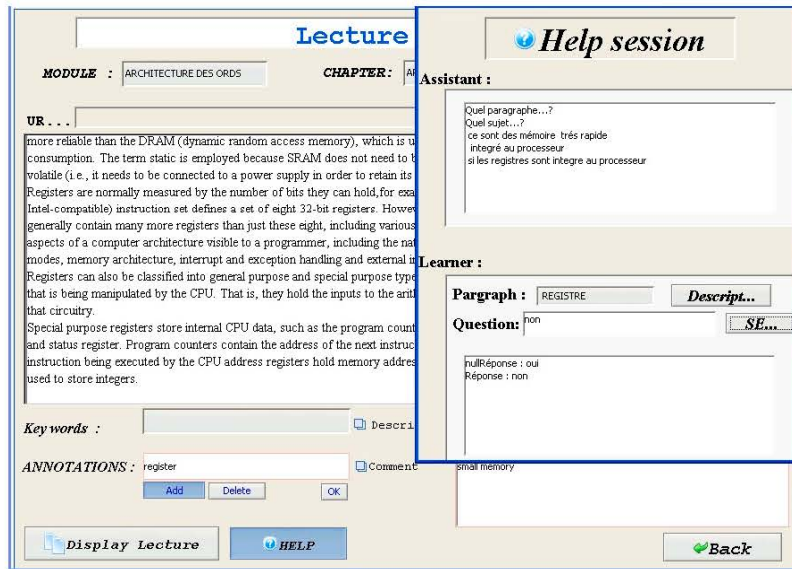 Lecture
MODULE :
ARCHITECTURE DES ORDS
CHAPTER:
UR...
more reliable than the DRAM (dynamic random access memory), which is u
consumption. The term static is employed because SRAM does not need to b
volatile (i.e., it needs to be connected to a power supply in order to retain its
Registers are normally measured by the number of bits they can hold,for exa
Intel-compatible) instruction set defines a set of eight 32-bit registers. Howev
generally contain many more registers than just these eight, including various
aspects of a computer architecture visible to a programmer, including the nat
modes, memory architecture, interrupt and exception handling and external in
Registers can also be classified into general purpose and special purpose type
that is being manipulated by the CPU. That is, they hold the inputs to the arit
that circuitry.
Special purpose registers store internal CPU data, such as the program count
and status register. Program counters contain the address of the next instruc
instruction being executed by the CPU address registers hold memory addres
used to store integers.
Key words :
Descri
ANNOTATIONS :
register
Comment
small memory
Add
Delete
OK
Display Lecture
HELP
Back
Help session
Assistant :
Quel paragraphe...?
Quel sujet...?
ce sont des mémoire trés rapide
integré au processeur
si les registres sont integre au processeur
Learner :
Pargraph :
REGISTRE
Descript...
Question:
non
SE...
nullRéponse : oui
Réponse : non